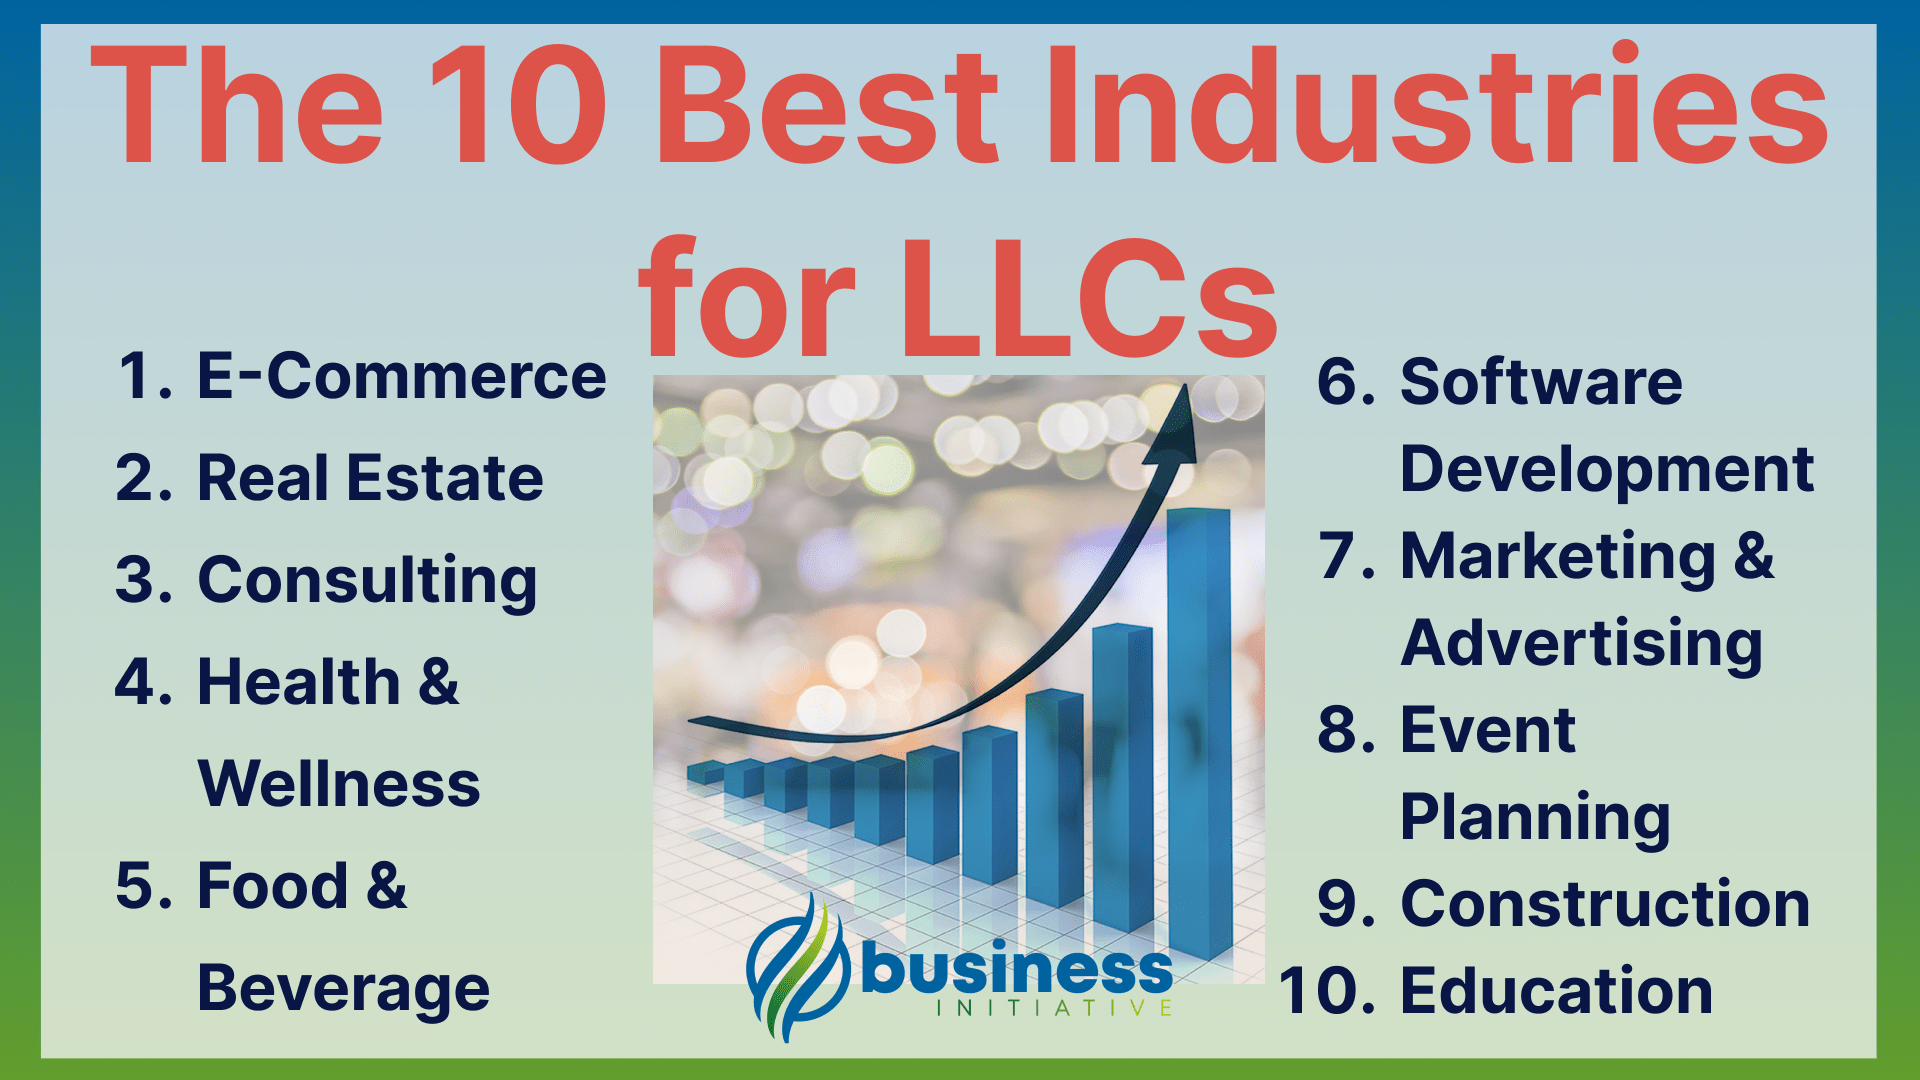 The 10 Best Industries
for LLCs
1. E-Commerce
2. Real Estate
3. Consulting
4. Health &
Wellness
5. Food &
Beverage
6. Software
Development
7. Marketing &
Advertising
8. Event
Planning
9. Construction
10. Education
business
INITIATIVE